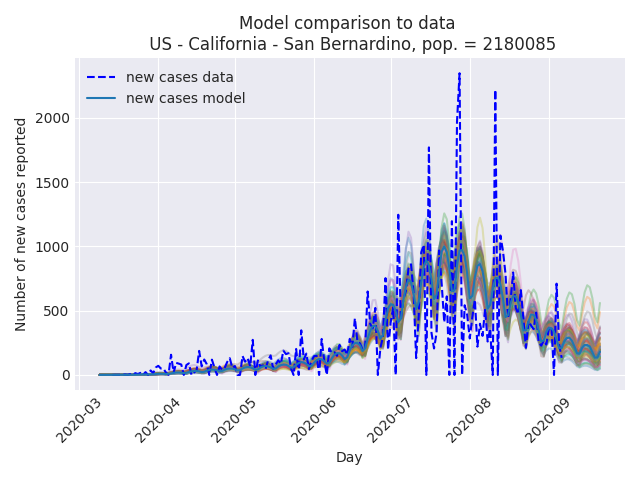 Model comparison to data
US - California - San Bernardino, pop. = 2180085
new cases data
new cases model
Number of new cases reported
2000
1500
1000
500
0
2020-03
2020-04
2020-05
2020-06
2020-07
2020-08
2020-09
Day